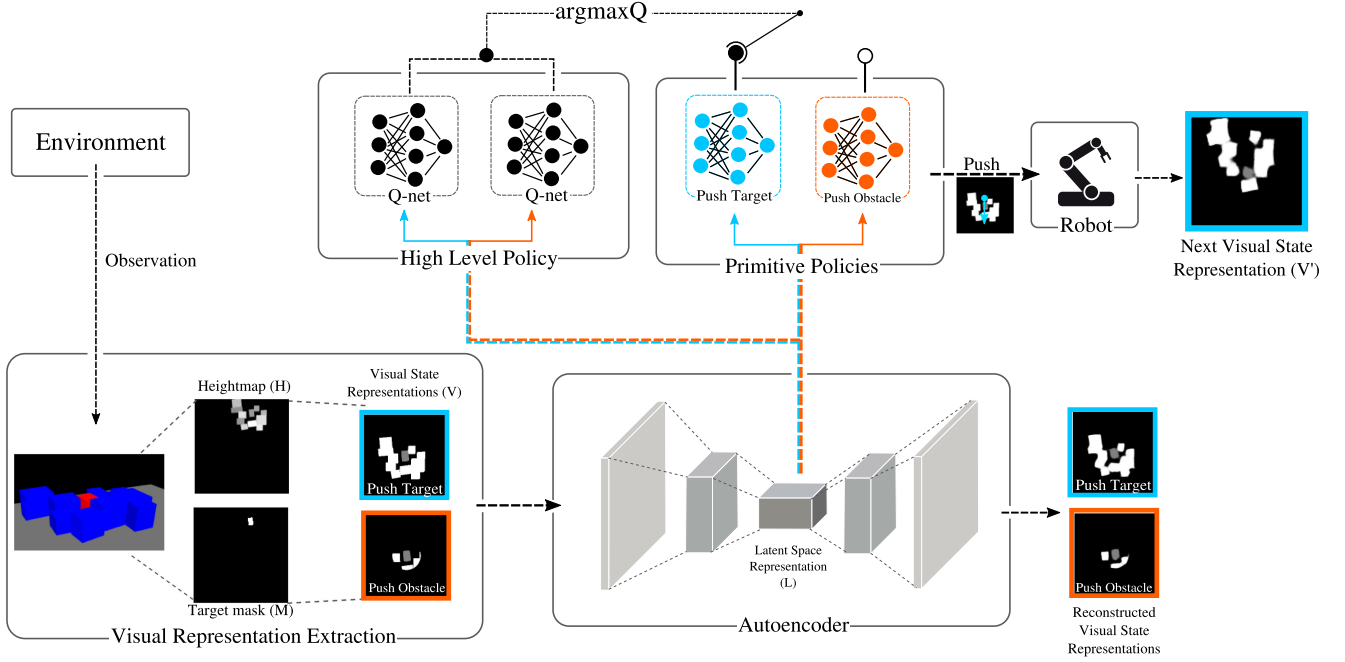 argmaxQ
Environment
Observation
Q-net
Q-net
High Level Policy
Push Target
Push Obstacle
Primitive Policies
Push
Robot
Next Visual State
Representation (V')
Heightmap (H)
Target mask (M)
Visual State
Representations (V)
Push Target
Push Obstacle
Visual Representation Extraction
Latent Space
Representation
(L)
Autoencoder
Push Target
Push Obstacle
Reconstructed
Visual State
Representations